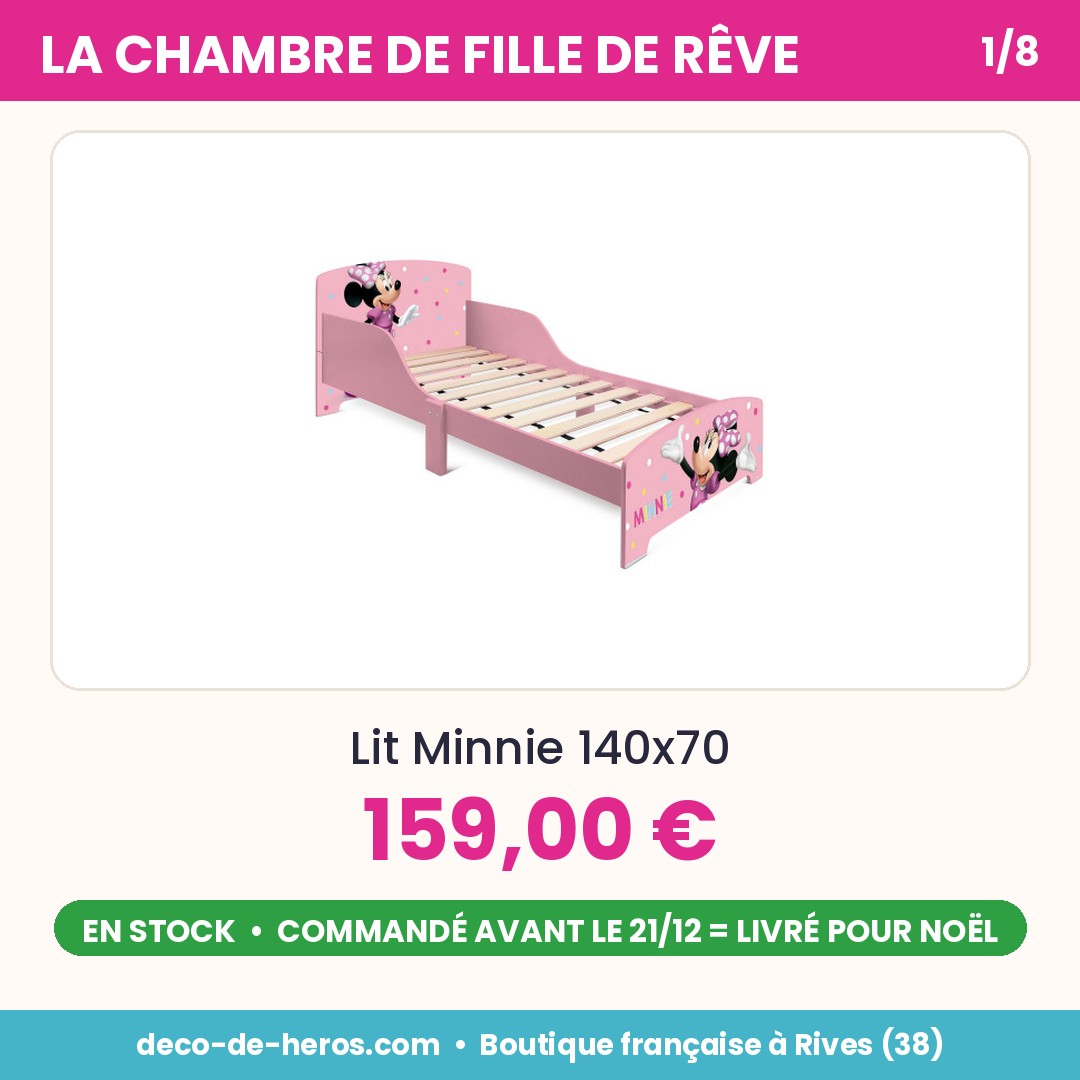 LA CHAMBRE DE FILLE DE RÊVE 1/8
MINNIE
Lit Minnie 140x70
159,00 €
EN STOCK • COMMANDÉ AVANT LE 21/12 = LIVRÉ POUR NOËL
deco-de-heros.com • Boutique française à Rives (38)